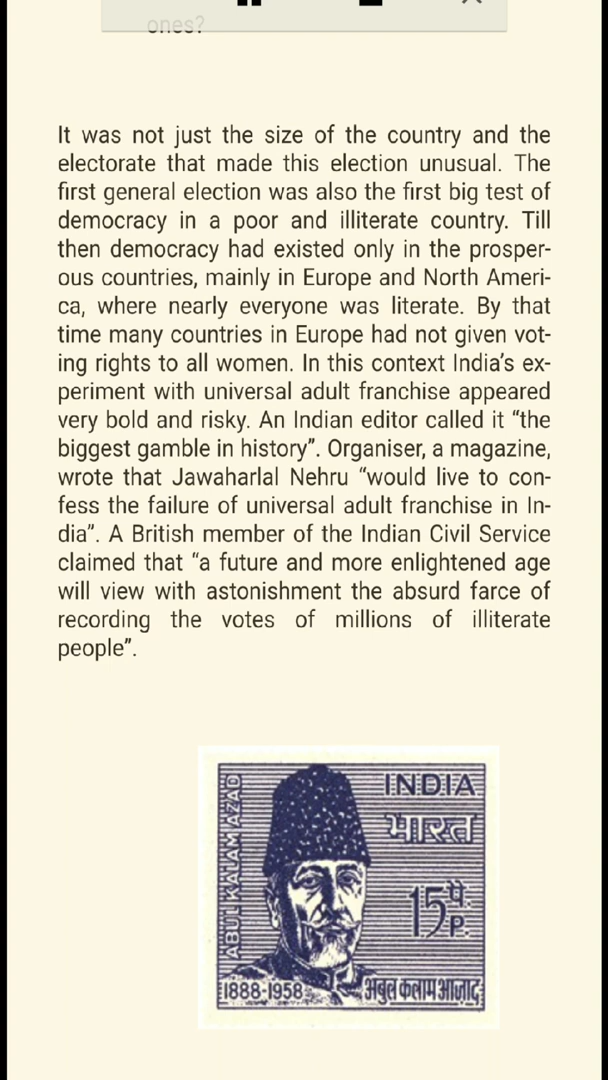 ones?
It was not just the size of the country and the
electorate that made this election unusual. The
first general election was also the first big test of
democracy in a poor and illiterate country. Till
then democracy had existed only in the prosper-
ous countries, mainly in Europe and North Ameri-
ca, where nearly everyone was literate. By that
time many countries in Europe had not given vot-
ing rights to all women. In this context India’s ex-
periment with universal adult franchise appeared
very bold and risky. An Indian editor called it “the
biggest gamble in history”. Organiser, a magazine,
wrote that Jawaharlal Nehru “would live to con-
fess the failure of universal adult franchise in In-
dia”. A British member of the Indian Civil Service
claimed that “a future and more enlightened age
will view with astonishment the absurd farce of
recording the votes of millions of illiterate
people”.
ABUL KALAM AZAD
INDIA
भारत
15 पै.
P.
1888-1958
अबुल कलाम आज़ाद